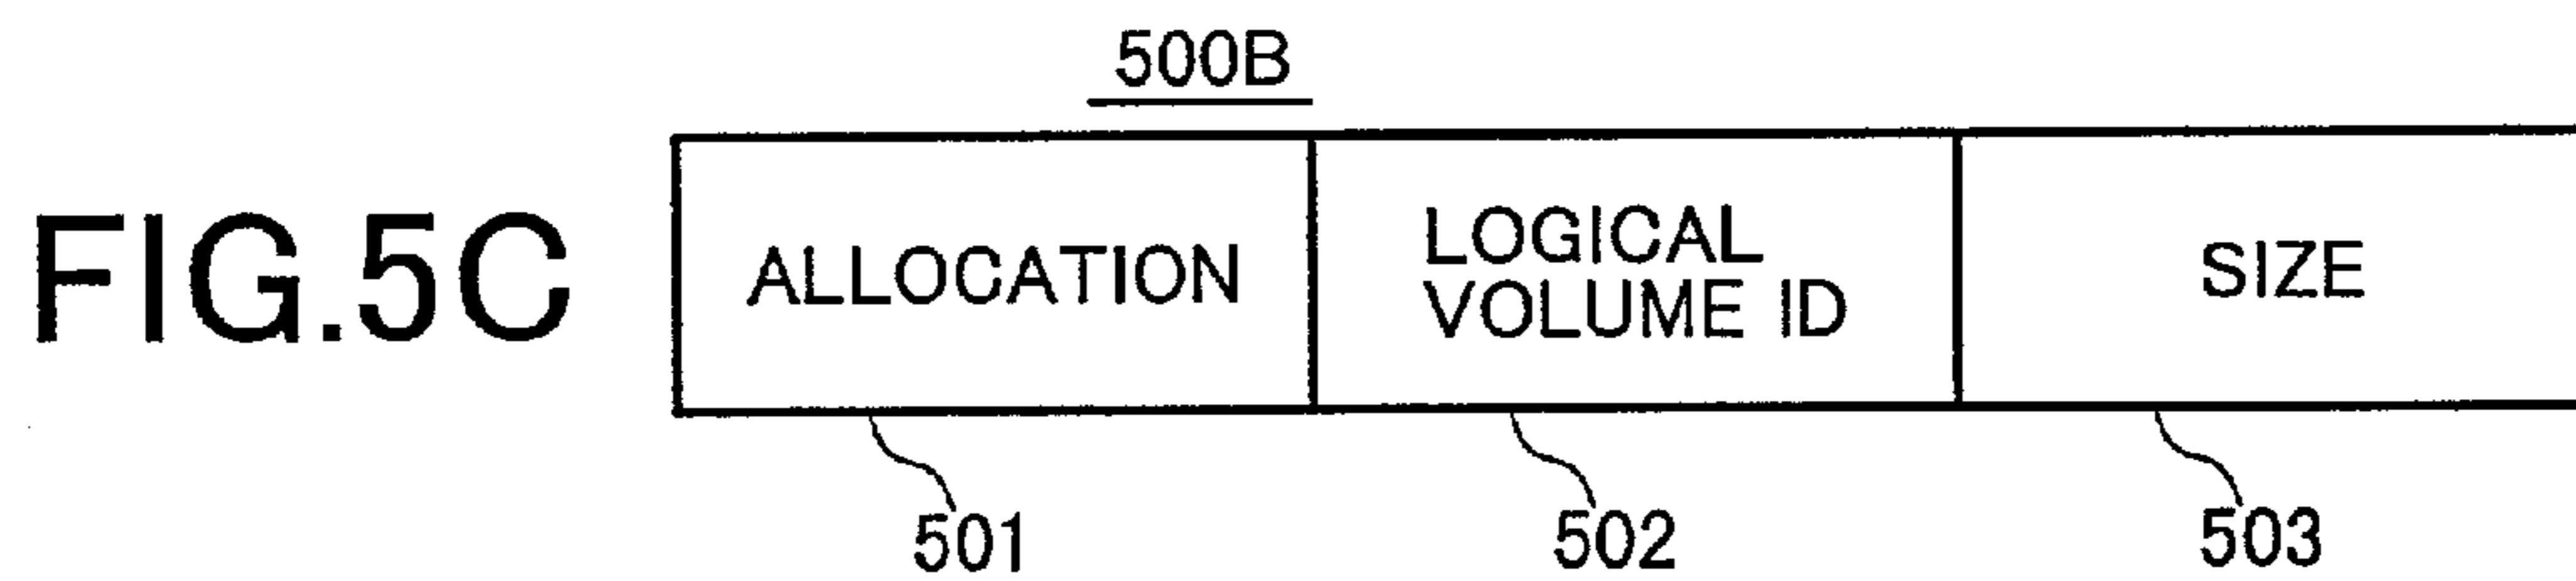 500B
FIG.5C
ALLOCATION
LOGICAL
VOLUME ID
SIZE
501
502
503